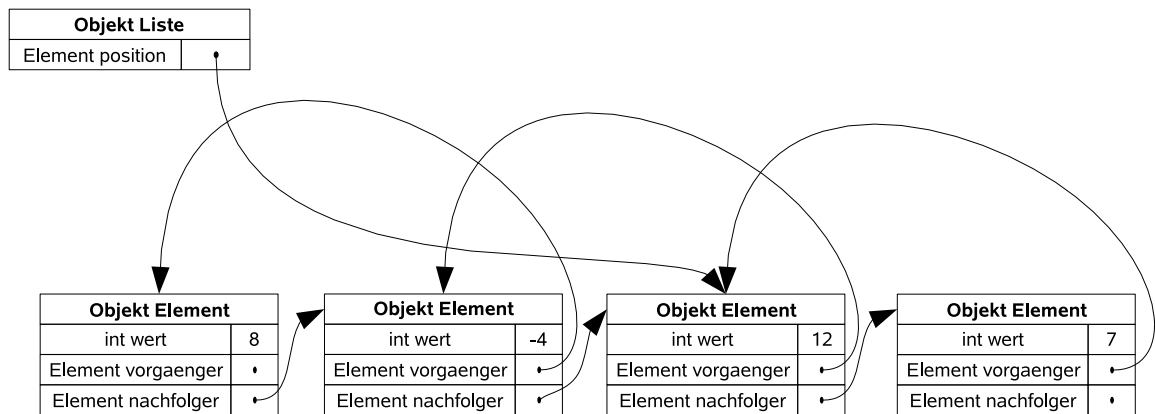 Objekt Liste
Element position
Objekt Element
int wert 8
Element vorgaenger
Element nachfolger
Objekt Element
int wert -4
Element vorgaenger
Element nachfolger
Objekt Element
int wert 12
Element vorgaenger
Element nachfolger
Objekt Element
int wert 7
Element vorgaenger
Element nachfolger